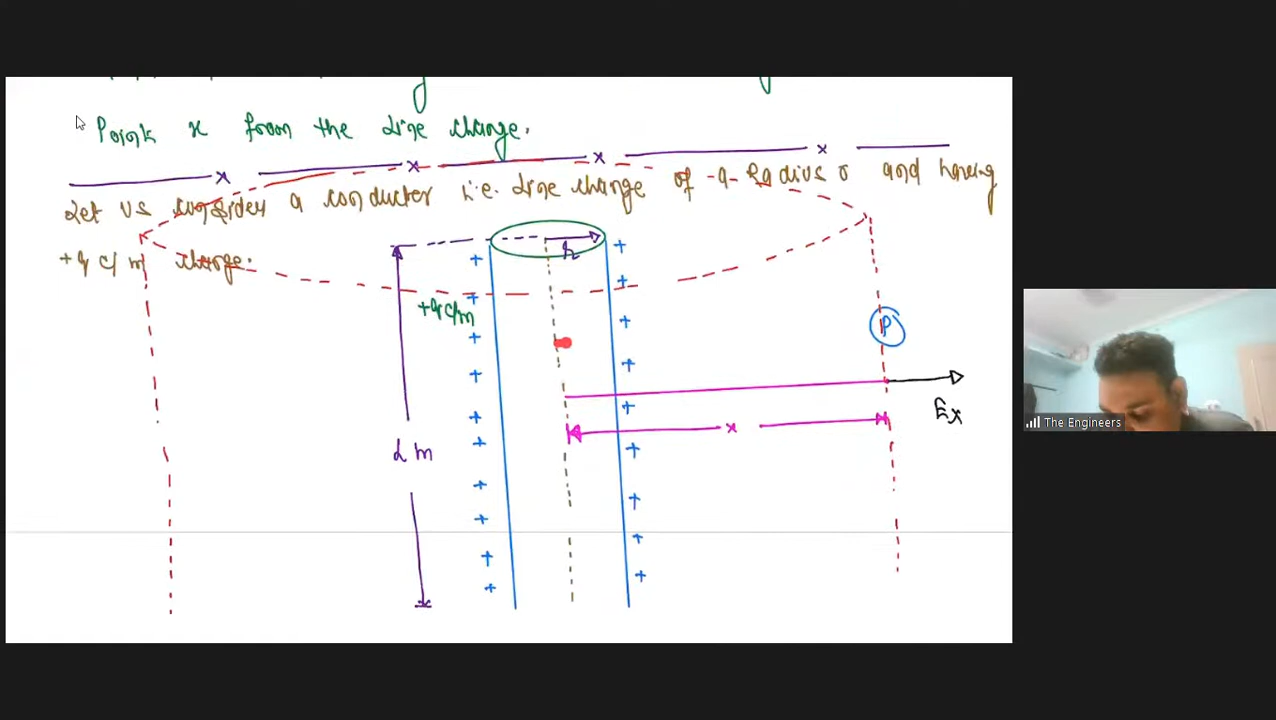 Point x from the Line charge.
Let us consider a conductor i.e. Line charge of a Radius r and having
+q c/m charge.
r
+q c/m
P
Ex
x
L m
The Engineers